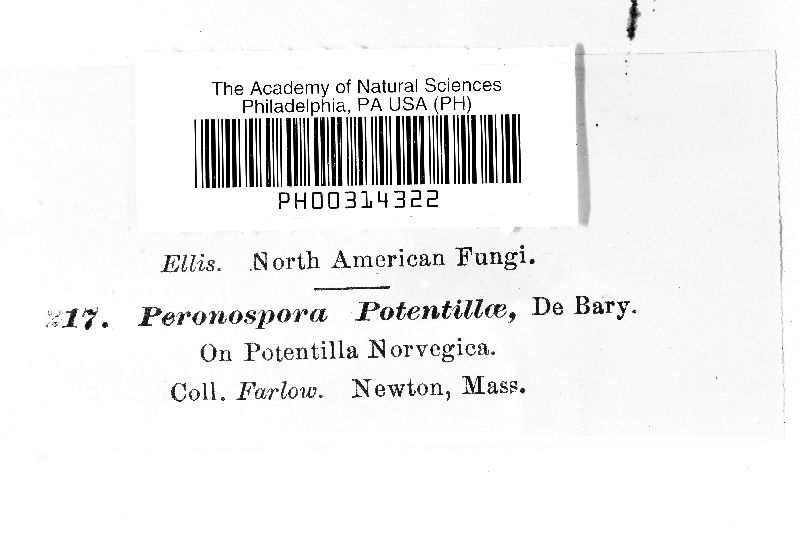 The Academy of Natural Sciences
Philadelphia, PA USA (PH)
PH00314322
Ellis. North American Fungi.
217. Peronospora Potentillæ, De Bary.
On Potentilla Norvegica.
Coll. Farlow. Newton, Mass.